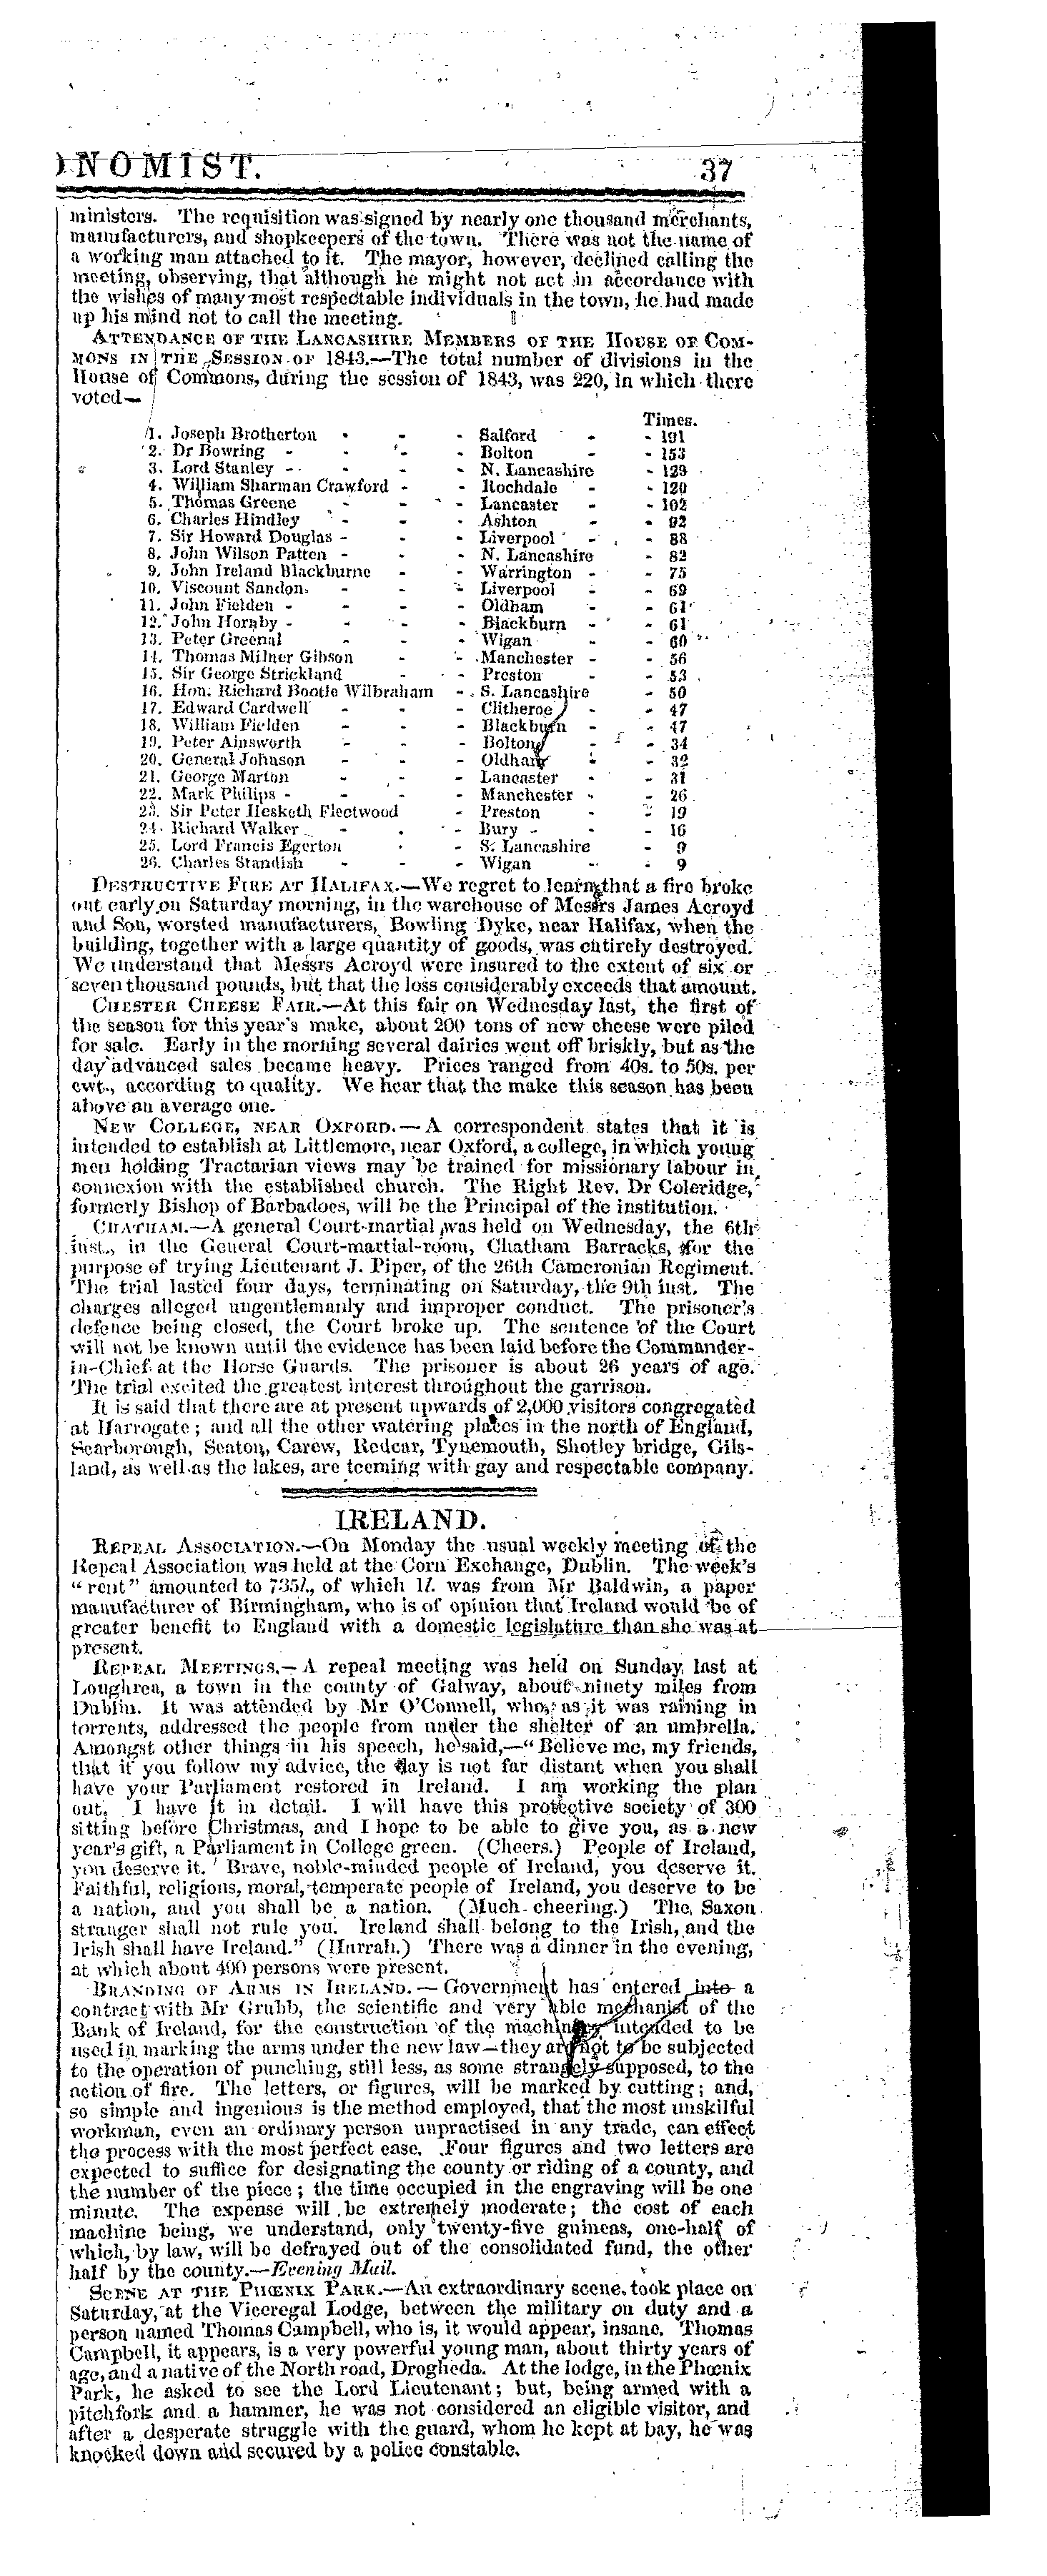 ONOMIST. 37
ministers. The requisition was signed by nearly one thousand merchants,
manufacturers, and shopkeepers of the town. There was not the name of
a working man attached to it. The mayor, however, declined calling the
meeting, observing, that although he might not act in accordance with
the wishes of many most respectable individuals in the town, he had made
up his mind not to call the meeting.
ATTENDANCE OF THE LANCASHIRE MEMBERS OF THE HOUSE OF COM-
MONS IN THE SESSION OF 1843.—The total number of divisions in the
House of Commons, during the session of 1843, was 220, in which there
voted—
Times.
1. Joseph Brotherton - - - Salford - - 191
2. Dr Bowring - - - Bolton - - 153
3. Lord Stanley - - - - N. Lancashire - 129
4. William Sharman Crawford - - Rochdale - - 120
5. Thomas Greene - - - Lancaster - - 102
6. Charles Hindley - - - Ashton - - 92
7. Sir Howard Douglas - - - Liverpool - - 88
8. John Wilson Patten - - - N. Lancashire - 82
9. John Ireland Blackburne - - Warrington - - 75
10. Viscount Sandon - - - Liverpool - - 69
11. John Fielden - - - - Oldham - - 61
12. John Hornby - - - - Blackburn - - 61
13. Peter Greenal - - - Wigan - - 60
14. Thomas Milner Gibson - - Manchester - - 56
15. Sir George Strickland - - Preston - - 53
16. Hon. Richard Bootle Wilbraham - S. Lancashire - 50
17. Edward Cardwell - - - Clitheroe - - 47
18. William Fielden - - - Blackburn - - 47
19. Peter Ainsworth - - - Bolton - - 34
20. General Johnson - - - Oldham - - 32
21. George Marton - - - Lancaster - - 31
22. Mark Philips - - - - Manchester - - 26
23. Sir Peter Hesketh Fleetwood - Preston - 19
24. Richard Walker - - - Bury - - - 16
25. Lord Francis Egerton - - S. Lancashire - 9
26. Charles Standish - - - Wigan - - 9
DESTRUCTIVE FIRE AT HALIFAX.—We regret to learn that a fire broke
out early on Saturday morning, in the warehouse of Messrs James Acroyd
and Son, worsted manufacturers, Bowling Dyke, near Halifax, when the
building, together with a large quantity of goods, was entirely destroyed.
We understand that Messrs Acroyd were insured to the extent of six or
seven thousand pounds, but that the loss considerably exceeds that amount.
CHESTER CHEESE FAIR.—At this fair on Wednesday last, the first of
the season for this year's make, about 200 tons of new cheese were piled
for sale. Early in the morning several dairies went off briskly, but as the
day advanced sales became heavy. Prices ranged from 40s. to 50s. per
cwt., according to quality. We hear that the make this season has been
above an average one.
NEW COLLEGE, NEAR OXFORD.—A correspondent states that it is
intended to establish at Littlemore, near Oxford, a college, in which young
men holding Tractarian views may be trained for missionary labour in
connexion with the established church. The Right Rev. Dr Coleridge,
formerly Bishop of Barbadoes, will be the Principal of the institution.
CHATHAM.—A general Court-martial was held on Wednesday, the 6th
inst., in the General Court-martial-room, Chatham Barracks, for the
purpose of trying Lieutenant J. Piper, of the 26th Cameronian Regiment.
The trial lasted four days, terminating on Saturday, the 9th inst. The
charges alleged ungentlemanly and improper conduct. The prisoner's
defence being closed, the Court broke up. The sentence of the Court
will not be known until the evidence has been laid before the Commander-
in-Chief at the Horse Guards. The prisoner is about 26 years of age.
The trial excited the greatest interest throughout the garrison.
It is said that there are at present upwards of 2,000 visitors congregated
at Harrogate; and all the other watering places in the north of England,
Scarborough, Seaton, Carew, Redcar, Tynemouth, Shotley bridge, Gils-
land, as well as the lakes, are teeming with gay and respectable company.
IRELAND.
REPEAL ASSOCIATION.—On Monday the usual weekly meeting of the
Repeal Association was held at the Corn Exchange, Dublin. The week's
"rent" amounted to 735l., of which 1l. was from Mr Baldwin, a paper
manufacturer of Birmingham, who is of opinion that Ireland would be of
greater benefit to England with a domestic legislature than she was at
present.
REPEAL MEETINGS.—A repeal meeting was held on Sunday last at
Loughrea, a town in the county of Galway, about ninety miles from
Dublin. It was attended by Mr O'Connell, who, as it was raining in
torrents, addressed the people from under the shelter of an umbrella.
Amongst other things in his speech, he said,—"Believe me, my friends,
that if you follow my advice, the day is not far distant when you shall
have your Parliament restored in Ireland. I am working the plan
out. I have it in detail. I will have this protective society of 300
sitting before Christmas, and I hope to be able to give you, as a new
year's gift, a Parliament in College green. (Cheers.) People of Ireland,
you deserve it. Brave, noble-minded people of Ireland, you deserve it.
Faithful, religious, moral, temperate people of Ireland, you deserve to be
a nation, and you shall be a nation. (Much cheering.) The Saxon
stranger shall not rule you. Ireland shall belong to the Irish, and the
Irish shall have Ireland." (Hurrah.) There was a dinner in the evening,
at which about 400 persons were present.
BRANDING OF ARMS IN IRELAND.—Government has entered into a
contract with Mr Grubb, the scientific and very able mechanist of the
Bank of Ireland, for the construction of the machinery intended to be
used in marking the arms under the new law—they are not to be subjected
to the operation of punching, still less, as some strangely supposed, to the
action of fire. The letters, or figures, will be marked by cutting; and,
so simple and ingenious is the method employed, that the most unskilful
workman, even an ordinary person unpractised in any trade, can effect
the process with the most perfect ease. Four figures and two letters are
expected to suffice for designating the county or riding of a county, and
the number of the piece; the time occupied in the engraving will be one
minute. The expense will be extremely moderate; the cost of each
machine being, we understand, only twenty-five guineas, one-half of
which, by law, will be defrayed out of the consolidated fund, the other
half by the county.—Evening Mail.
SCENE AT THE PHŒNIX PARK.—An extraordinary scene took place on
Saturday, at the Viceregal Lodge, between the military on duty and a
person named Thomas Campbell, who is, it would appear, insane. Thomas
Campbell, it appears, is a very powerful young man, about thirty years of
age, and a native of the North road, Drogheda. At the lodge, in the Phœnix
Park, he asked to see the Lord Lieutenant; but, being armed with a
pitchfork and a hammer, he was not considered an eligible visitor, and
after a desperate struggle with the guard, whom he kept at bay, he was
knocked down and secured by a police constable.